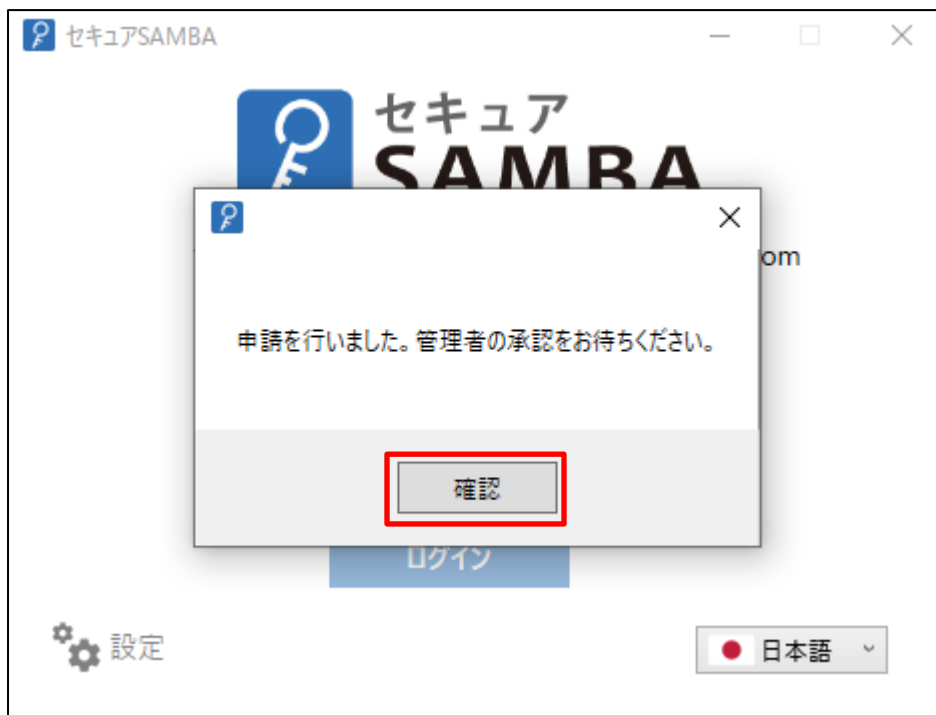 セキュアSAMBA
セキュア
SAMBA
om
申請を行いました。管理者の承認をお待ちください。
確認
ログイン
設定
日本語